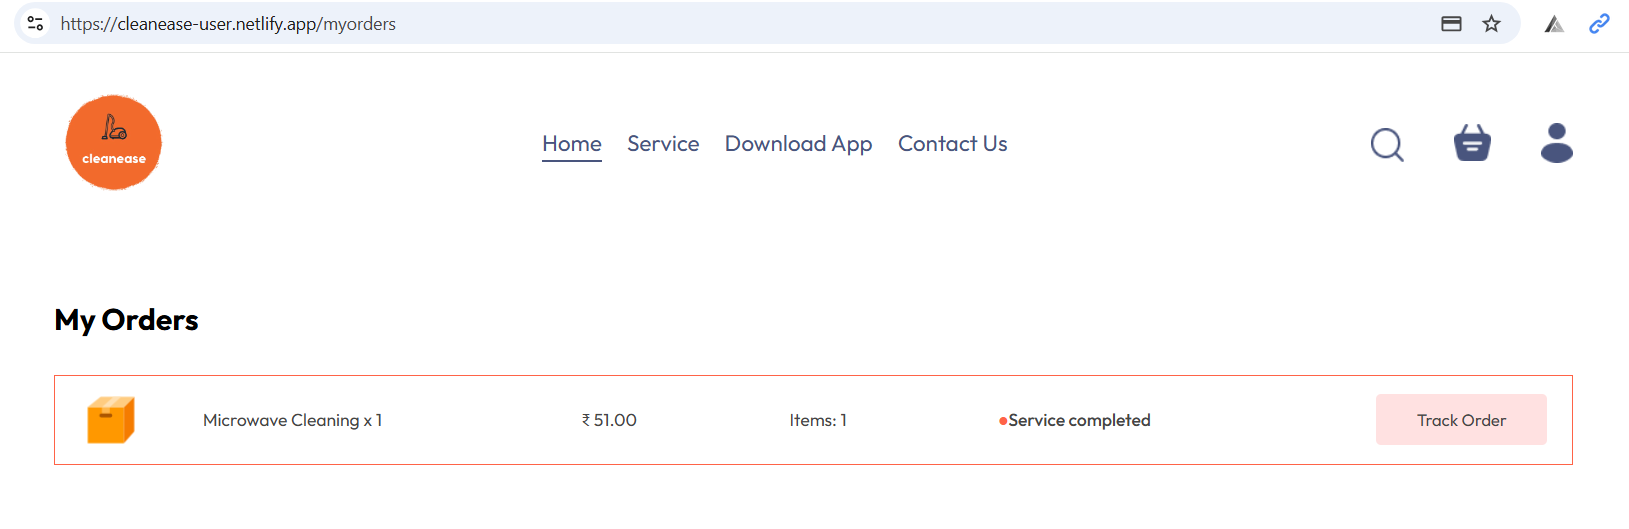 https://cleanease-user.netlify.app/myorders
cleanease
Home Service Download App Contact Us
My Orders
Microwave Cleaning x 1 ₹ 51.00 Items: 1 ●Service completed Track Order